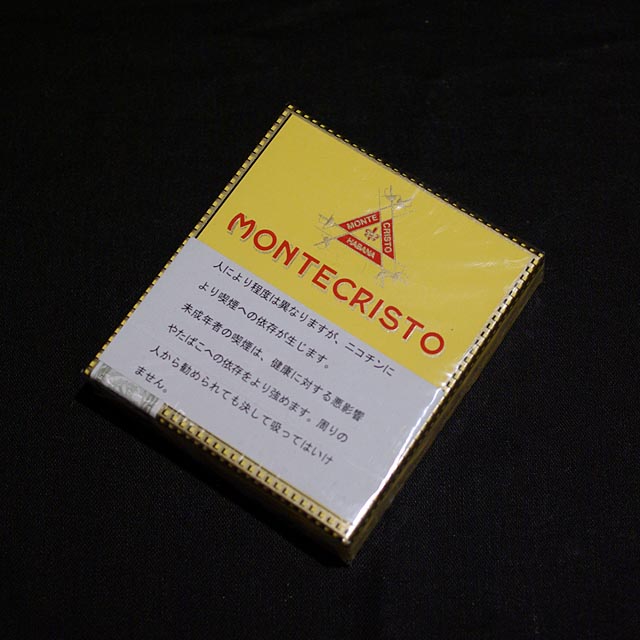 MONTE
CRISTO
HABANA
MONTECRISTO
人により程度は異なりますが、ニコチンに
より喫煙への依存が生じます。
未成年者の喫煙は、健康に対する悪影響
やたばこへの依存をより強めます。周りの
人から勧められても決して吸ってはいけ
ません。